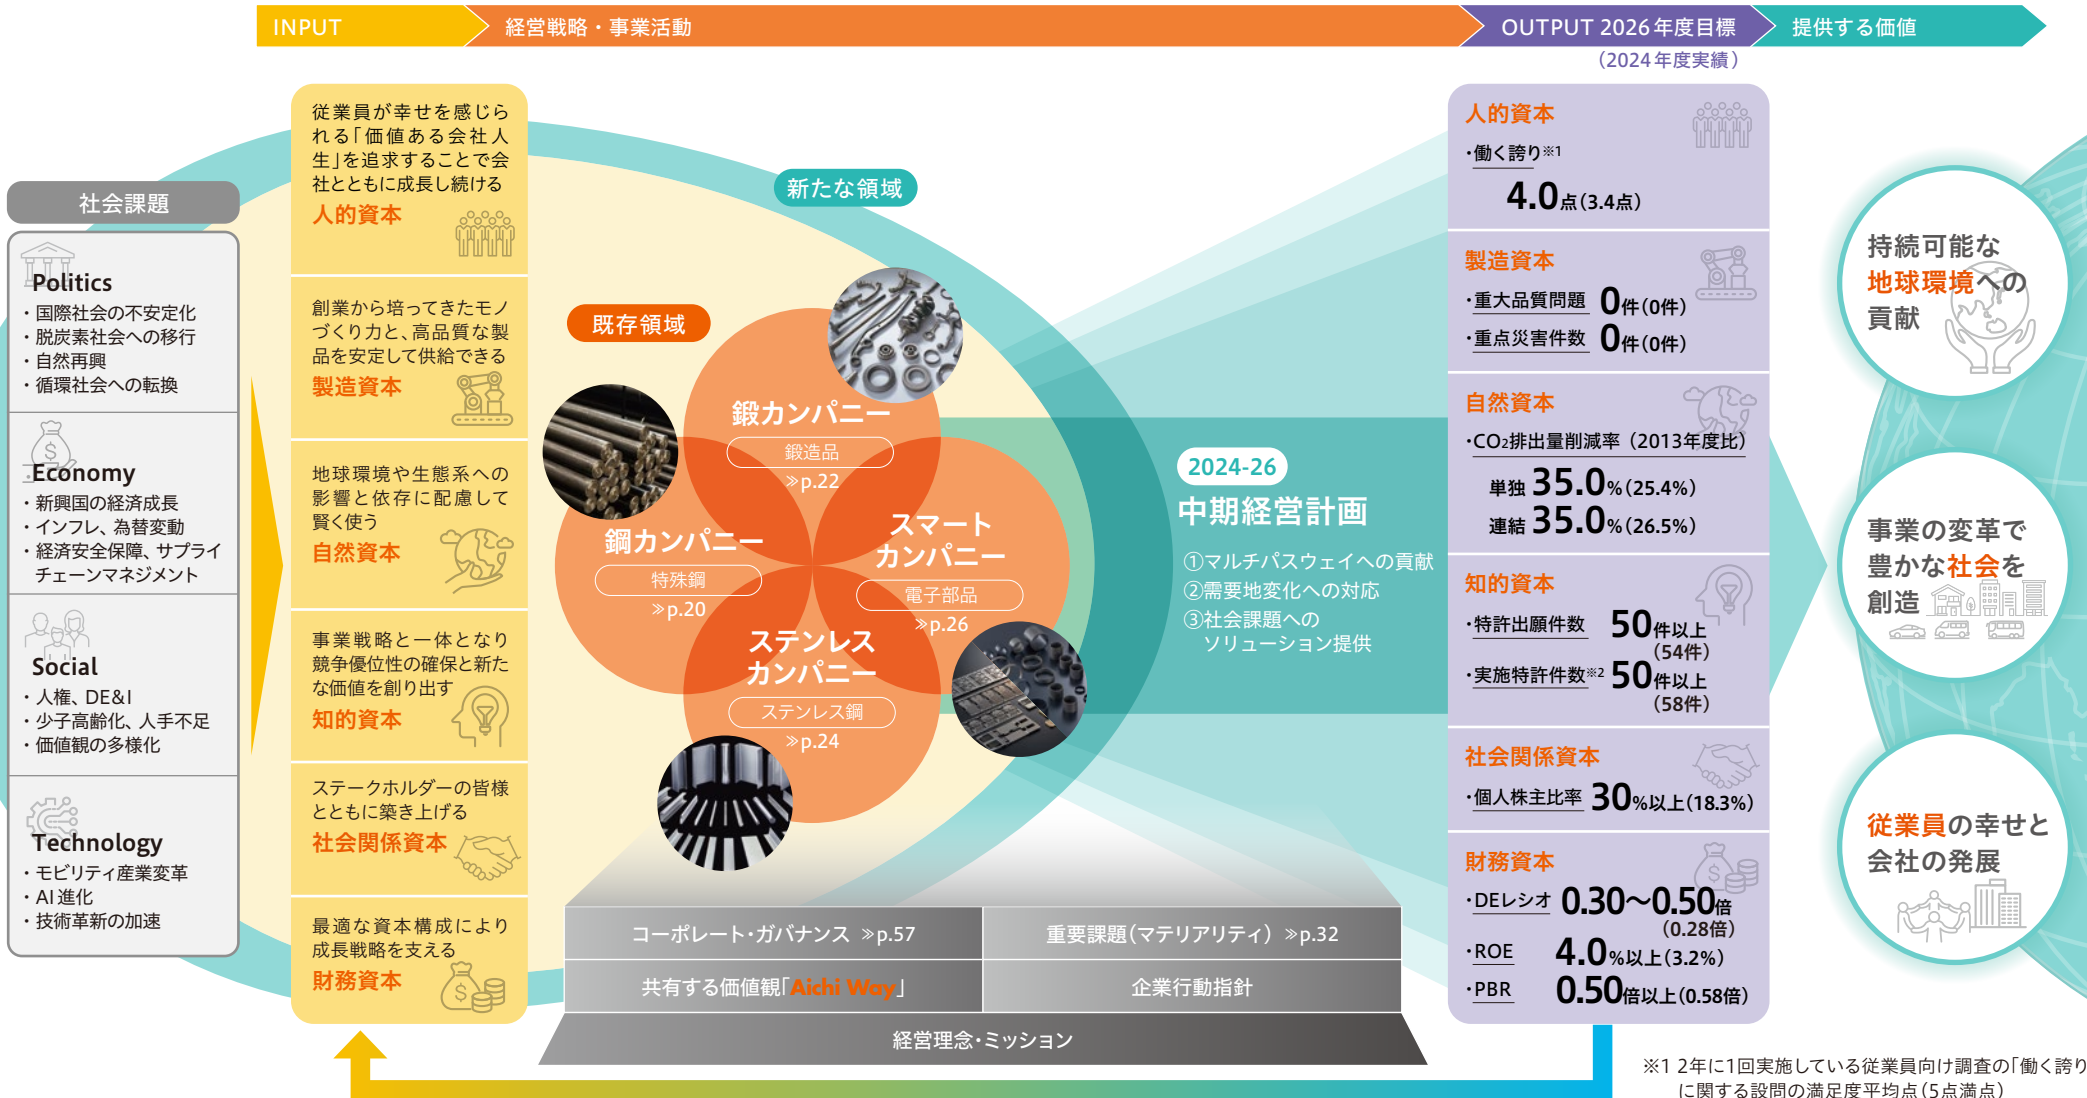 INPUT
経営戦略・事業活動
OUTPUT 2026年度目標
(2024年度実績)
提供する価値
社会課題
Politics
・国際社会の不安定化
・脱炭素社会への移行
・自然再興
・循環社会への転換
Economy
・新興国の経済成長
・インフレ、為替変動
・経済安全保障、サプライ
チェーンマネジメント
Social
・人権、DE&I
・少子高齢化、人手不足
・価値観の多様化
Technology
・モビリティ産業変革
・AI進化
・技術革新の加速
従業員が幸せを感じら
れる「価値ある会社人
生」を追求することで会
社とともに成長し続ける
人的資本
創業から培ってきたモノ
づくり力と、高品質な製
品を安定して供給できる
製造資本
地球環境や生態系への
影響と依存に配慮して
賢く使う
自然資本
事業戦略と一体となり
競争優位性の確保と新た
な価値を創り出す
知的資本
ステークホルダーの皆様
とともに築き上げる
社会関係資本
最適な資本構成により
成長戦略を支える
財務資本
新たな領域
既存領域
鍛カンパニー
鍛造品
≫p.22
鋼カンパニー
特殊鋼
≫p.20
スマート
カンパニー
電子部品
≫p.26
ステンレス
カンパニー
ステンレス鋼
≫p.24
2024-26
中期経営計画
①マルチパスウェイへの貢献
②需要地変化への対応
③社会課題への
ソリューション提供
コーポレート・ガバナンス ≫p.57
重要課題(マテリアリティ) ≫p.32
共有する価値観「Aichi Way」
企業行動指針
経営理念・ミッション
人的資本
・働く誇り※1
4.0点(3.4点)
製造資本
・重大品質問題 0件(0件)
・重点災害件数 0件(0件)
自然資本
・CO2排出量削減率(2013年度比)
単独 35.0%(25.4%)
連結 35.0%(26.5%)
知的資本
・特許出願件数 50件以上
(54件)
・実施特許件数※2 50件以上
(58件)
社会関係資本
・個人株主比率 30%以上(18.3%)
財務資本
・DEレシオ 0.30〜0.50倍
(0.28倍)
・ROE 4.0%以上(3.2%)
・PBR 0.50倍以上(0.58倍)
持続可能な
地球環境への
貢献
事業の変革で
豊かな社会を
創造
従業員の幸せと
会社の発展
※1 2年に1回実施している従業員向け調査の「働く誇り
に関する設問の満足度平均点(5点満点)